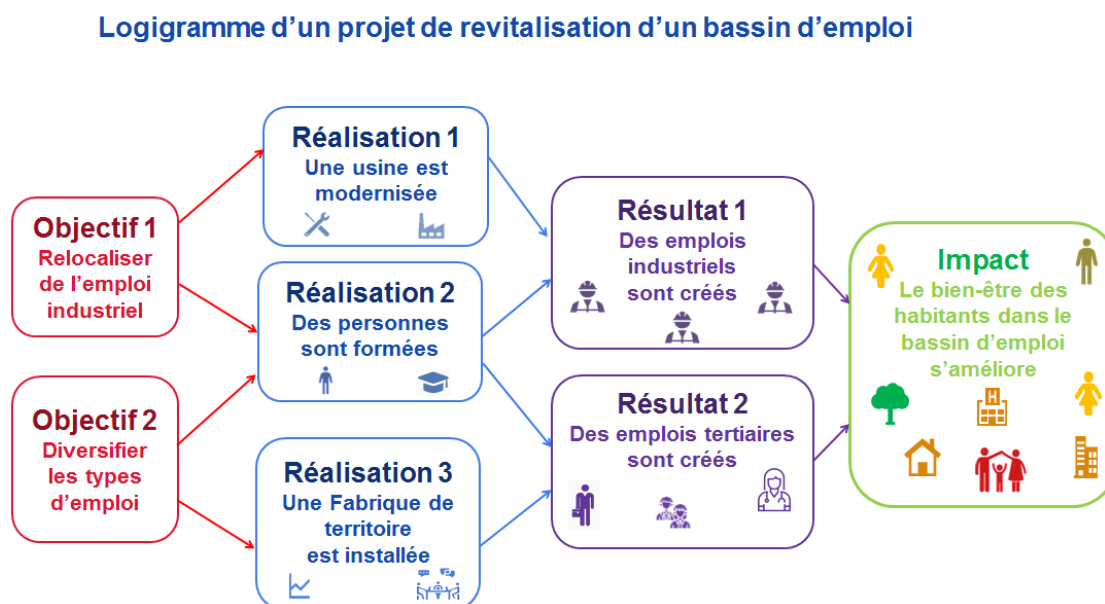 Logigramme d'un projet de revitalisation d'un bassin d'emploi
Objectif 1
Relocaliser
de l'emploi
industriel
Objectif 2
Diversifier
les types
d'emploi
Réalisation 1
Une usine est
modernisée
Réalisation 2
Des personnes
sont formées
Réalisation 3
Une Fabrique de
territoire
est installée
Résultat 1
Des emplois
industriels
sont créés
Résultat 2
Des emplois tertiaires
sont créés
Impact
Le bien-être des
habitants dans le
bassin d'emploi
s'améliore
H